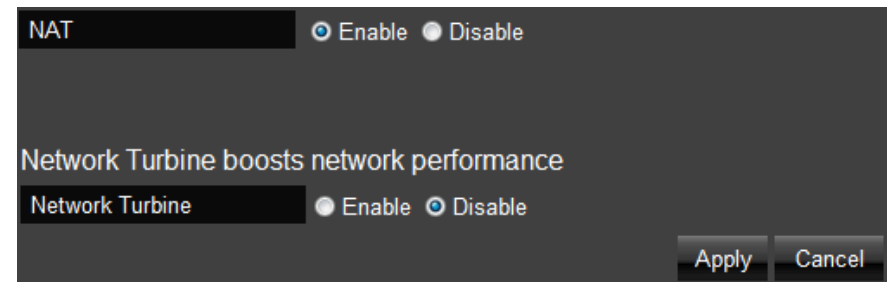 NAT Enable Disable
Network Turbine boosts network performance
Network Turbine Enable Disable
Apply Cancel